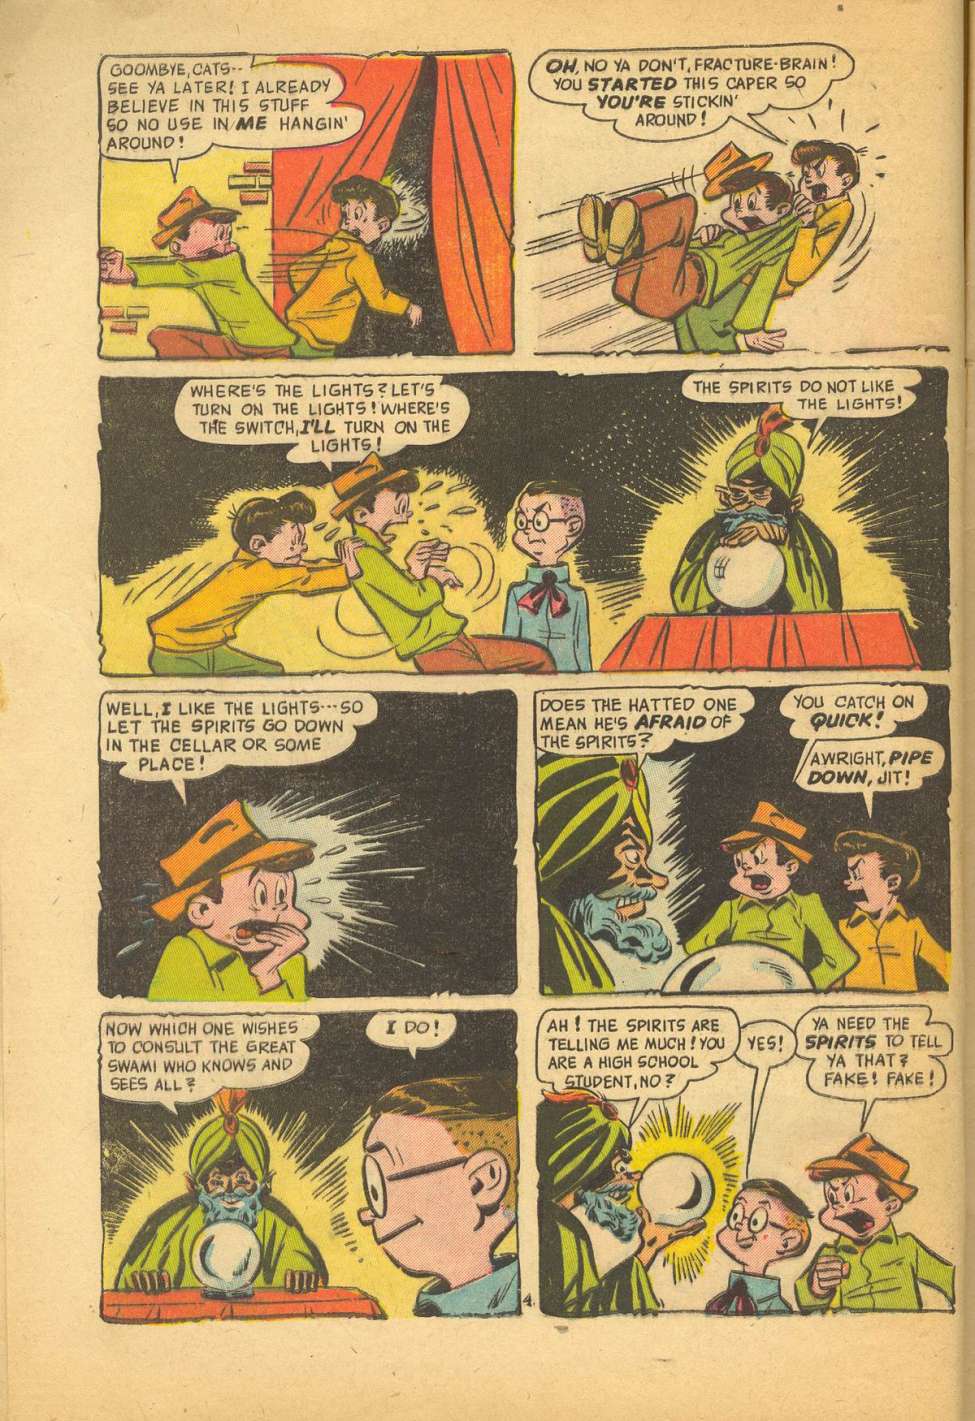 GOOMBYE, CATS--
SEE YA LATER! I ALREADY
BELIEVE IN THIS STUFF
SO NO USE IN ME HANGIN'
AROUND!
OH, NO YA DON'T, FRACTURE-BRAIN!
YOU STARTED THIS CAPER SO
YOU'RE STICKIN'
AROUND!
WHERE'S THE LIGHTS? LET'S
TURN ON THE LIGHTS! WHERE'S
THE SWITCH, I'LL TURN ON THE
LIGHTS!
THE SPIRITS DO NOT LIKE
THE LIGHTS!
WELL, I LIKE THE LIGHTS---SO
LET THE SPIRITS GO DOWN
IN THE CELLAR OR SOME
PLACE!
DOES THE HATTED ONE
MEAN HE'S AFRAID OF
THE SPIRITS?
YOU CATCH ON
QUICK!
AWRIGHT, PIPE
DOWN, JIT!
NOW WHICH ONE WISHES
TO CONSULT THE GREAT
SWAMI WHO KNOWS AND
SEES ALL?
I DO!
AH! THE SPIRITS ARE
TELLING ME MUCH! YOU
ARE A HIGH SCHOOL
STUDENT, NO?
YES!
YA NEED THE
SPIRITS TO TELL
YA THAT?
FAKE! FAKE!
4